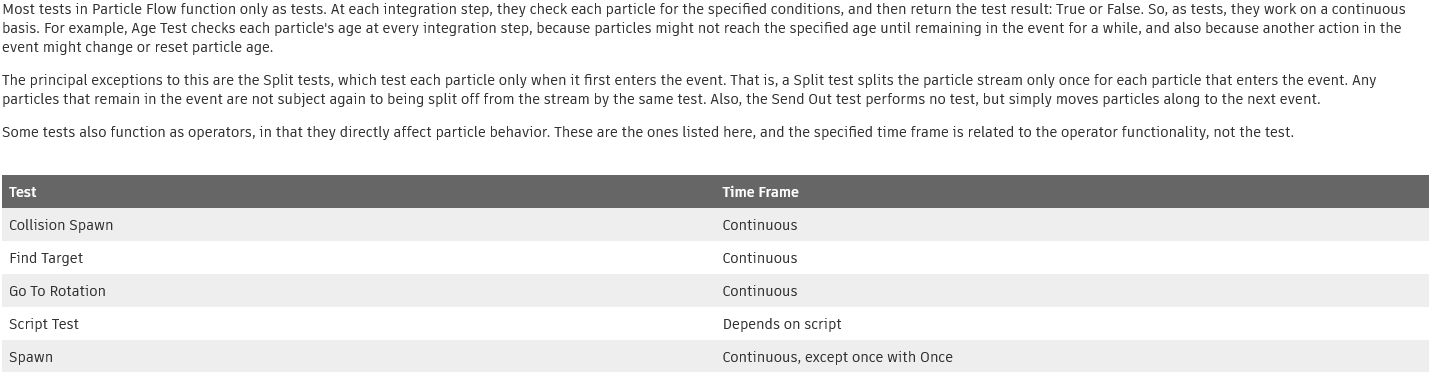 Most tests in Particle Flow function only as tests. At each integration step, they check each particle for the specified conditions, and then return the test result: True or False. So, as tests, they work on a continuous
basis. For example, Age Test checks each particle's age at every integration step, because particles might not reach the specified age until remaining in the event for a while, and also because another action in the
event might change or reset particle age.
The principal exceptions to this are the Split tests, which test each particle only when it first enters the event. That is, a Split test splits the particle stream only once for each particle that enters the event. Any
particles that remain in the event are not subject again to being split off from the stream by the same test. Also, the Send Out test performs no test, but simply moves particles along to the next event.
Some tests also function as operators, in that they directly affect particle behavior. These are the ones listed here, and the specified time frame is related to the operator functionality, not the test.
Test Time Frame
Collision Spawn Continuous
Find Target Continuous
Go To Rotation Continuous
Script Test Depends on script
Spawn Continuous, except once with Once